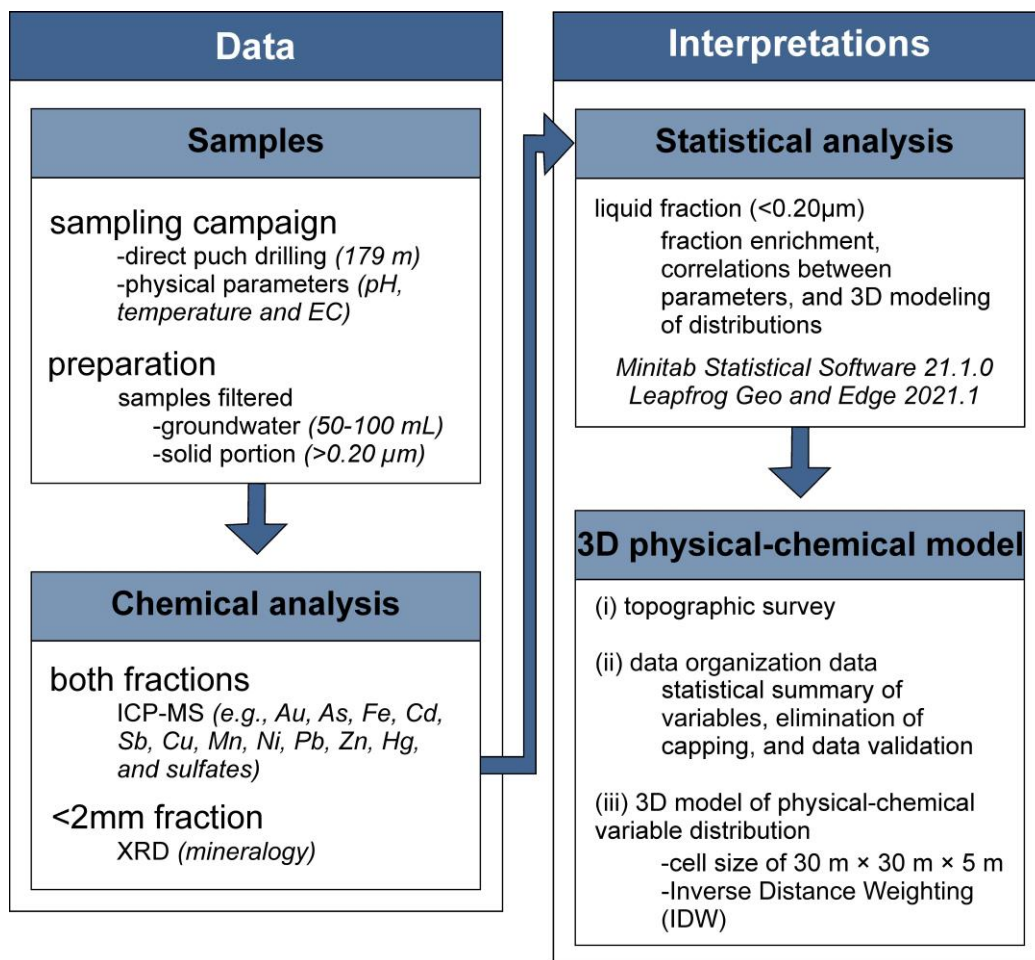 Data
Samples
sampling campaign
-direct puch drilling (179 m)
-physical parameters (pH,
temperature and EC)
preparation
samples filtered
-groundwater (50-100 mL)
-solid portion (>0.20 µm)
Chemical analysis
both fractions
ICP-MS (e.g., Au, As, Fe, Cd,
Sb, Cu, Mn, Ni, Pb, Zn, Hg,
and sulfates)
<2mm fraction
XRD (mineralogy)
Interpretations
Statistical analysis
liquid fraction (<0.20µm)
fraction enrichment,
correlations between
parameters, and 3D modeling
of distributions
Minitab Statistical Software 21.1.0
Leapfrog Geo and Edge 2021.1
3D physical-chemical model
(i) topographic survey
(ii) data organization data
statistical summary of
variables, elimination of
capping, and data validation
(iii) 3D model of physical-chemical
variable distribution
-cell size of 30 m × 30 m × 5 m
-Inverse Distance Weighting
(IDW)